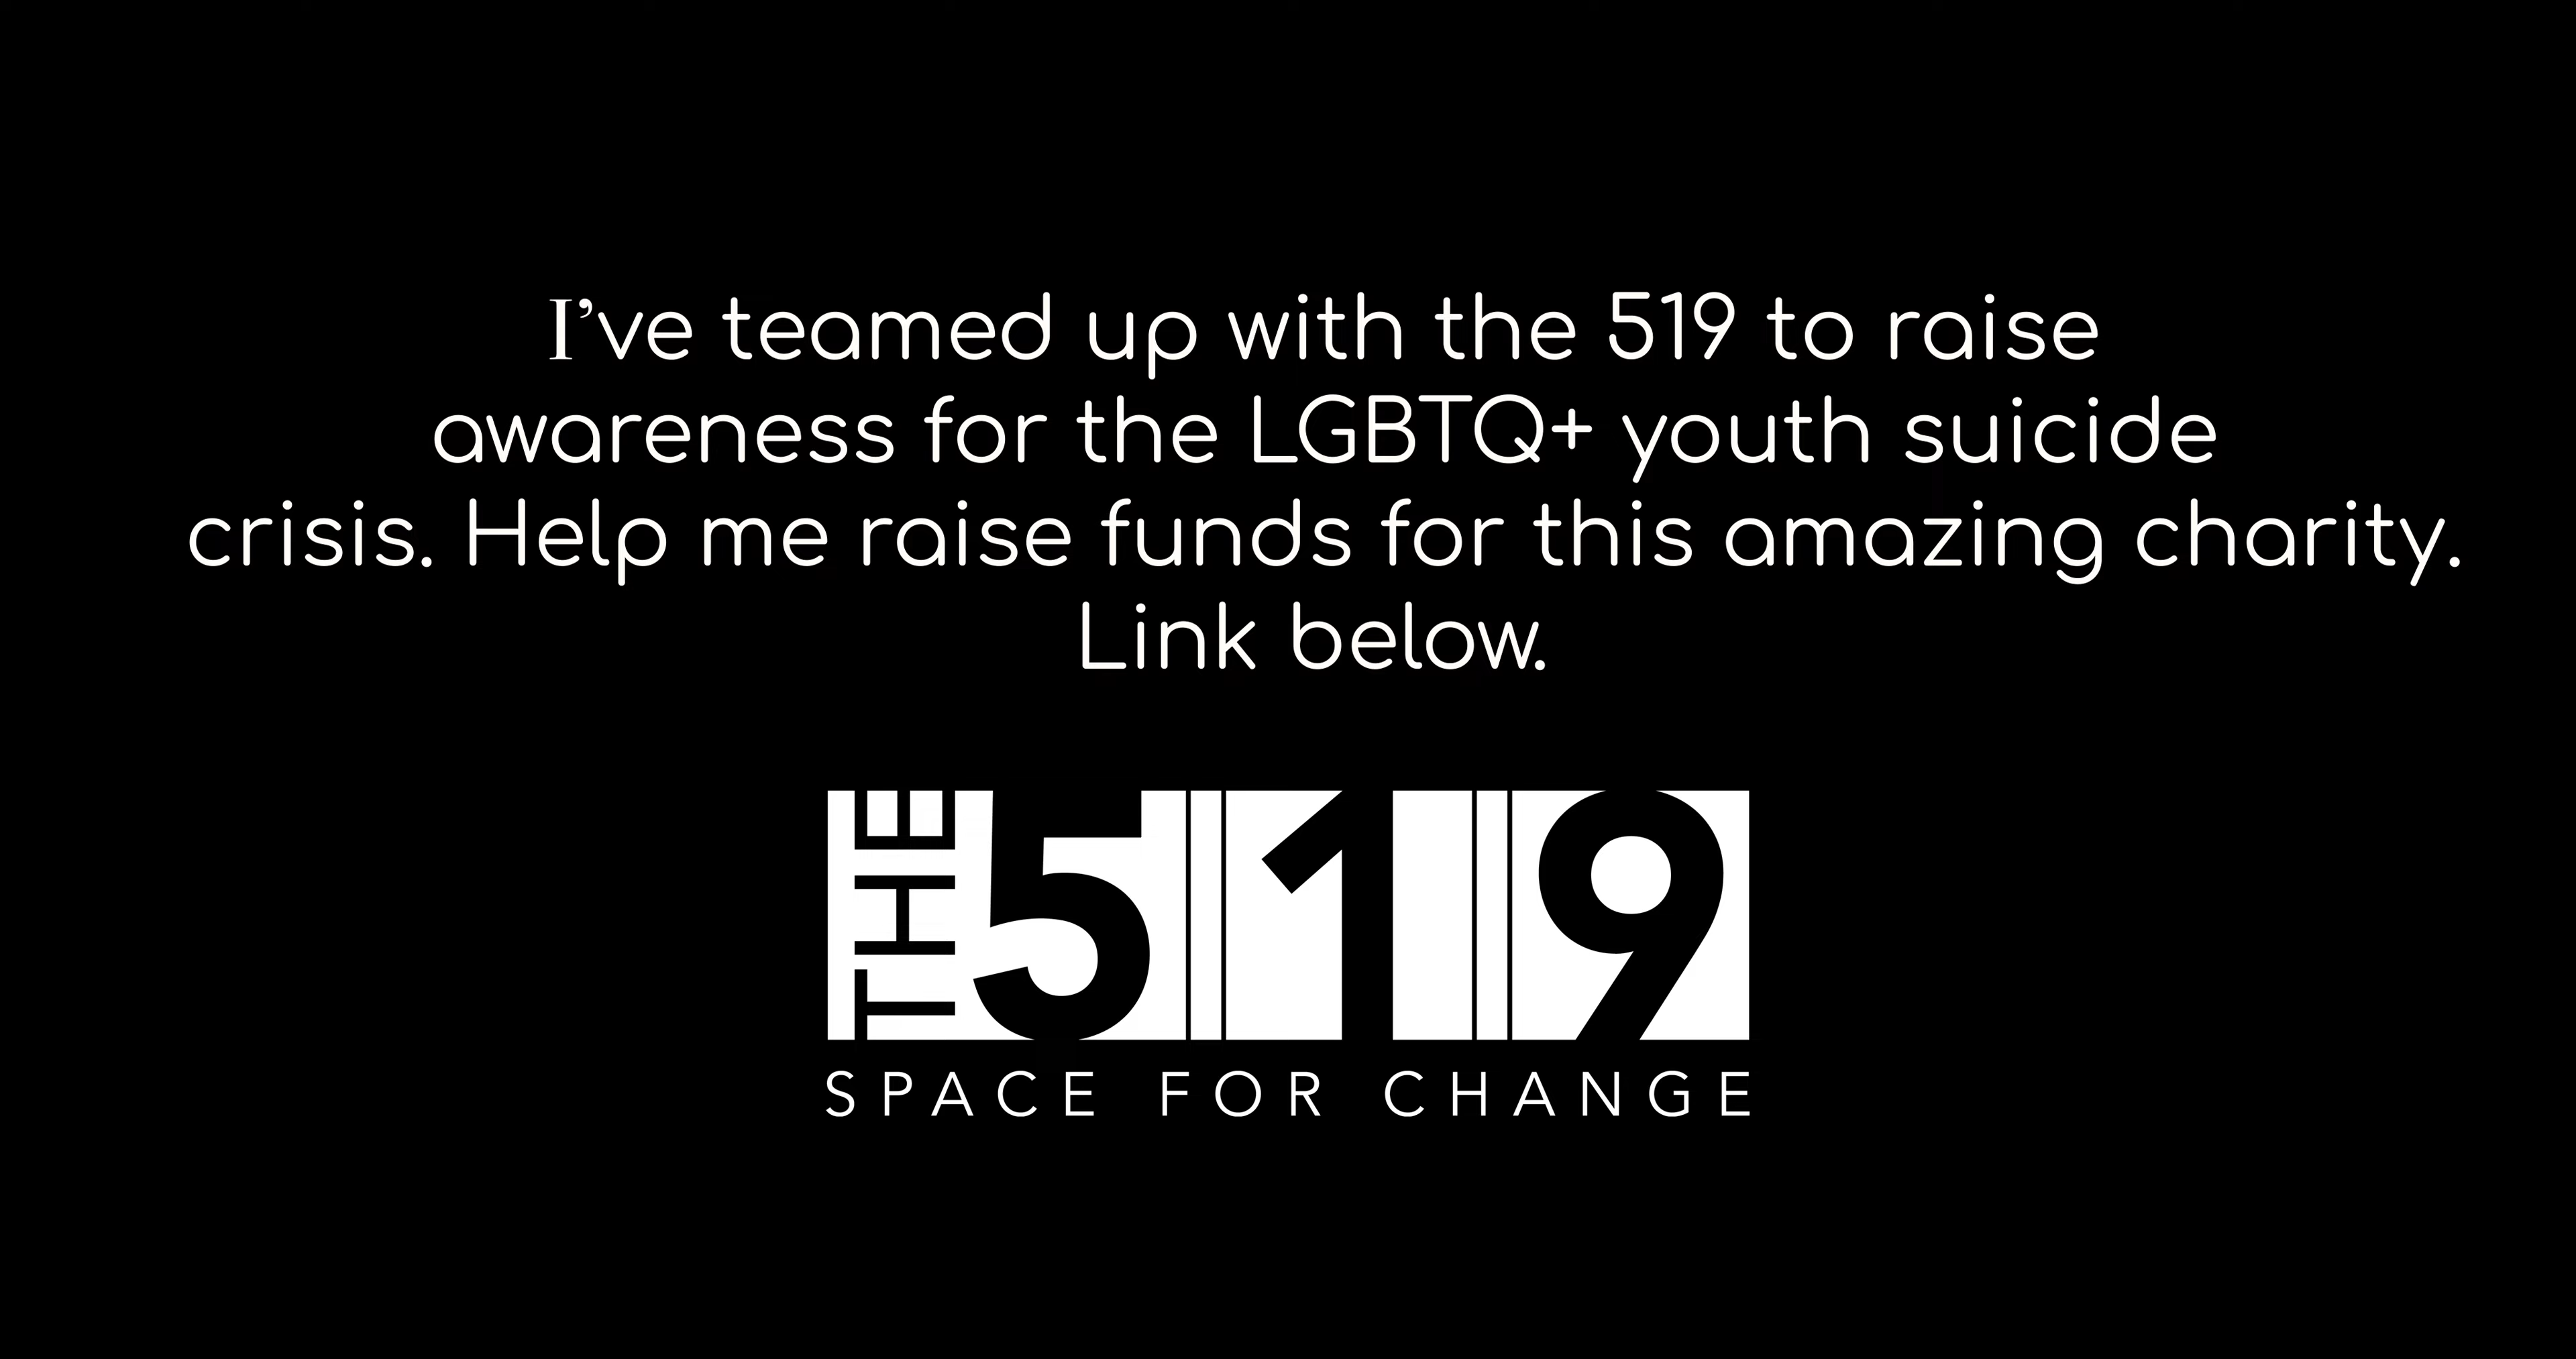 I’ve teamed up with the 519 to raise
awareness for the LGBTQ+ youth suicide
crisis. Help me raise funds for this amazing charity.
Link below.
THE 519
SPACE FOR CHANGE